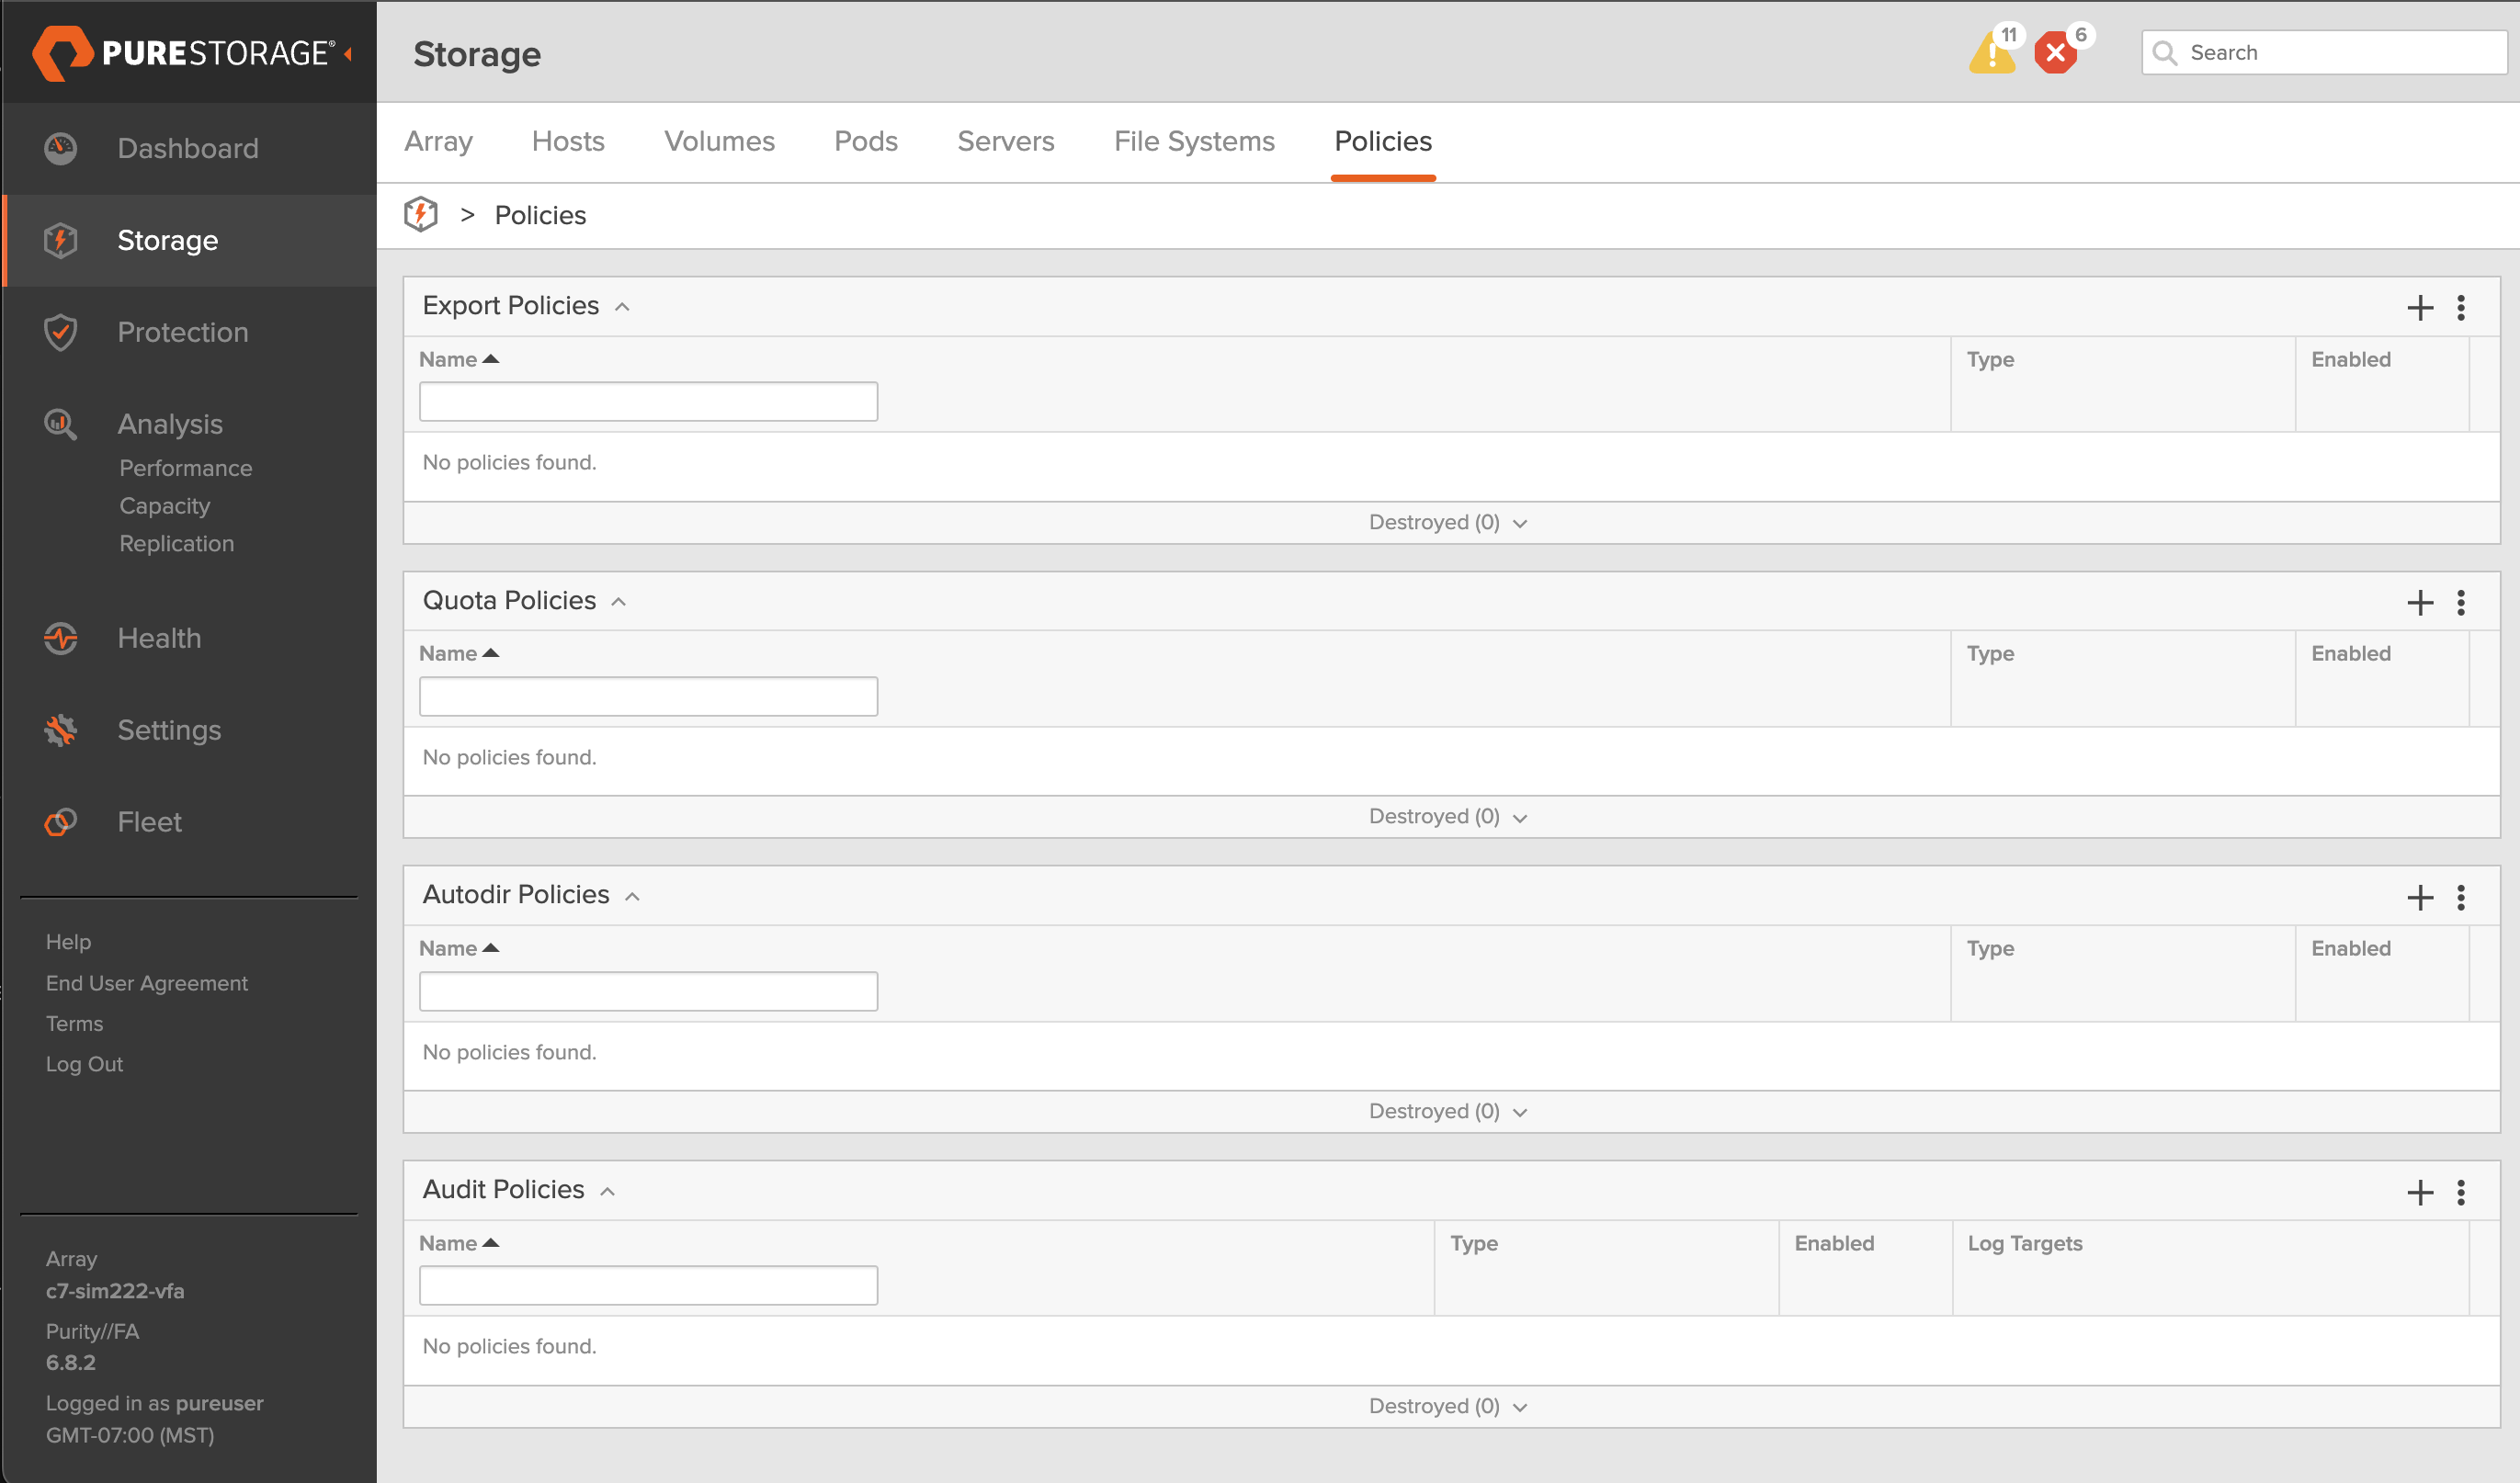 PURESTORAGE®
Dashboard
Storage
Protection
Analysis
Performance
Capacity
Replication
Health
Settings
Fleet
Help
End User Agreement
Terms
Log Out
Array
c7-sim222-vfa
Purity//FA
6.8.2
Logged in as pureuser
GMT-07:00 (MST)
Storage
11
6
Search
Array Hosts Volumes Pods Servers File Systems Policies
> Policies
Export Policies
Name Type Enabled
No policies found.
Destroyed (0)
Quota Policies
Name Type Enabled
No policies found.
Destroyed (0)
Autodir Policies
Name Type Enabled
No policies found.
Destroyed (0)
Audit Policies
Name Type Enabled Log Targets
No policies found.
Destroyed (0)